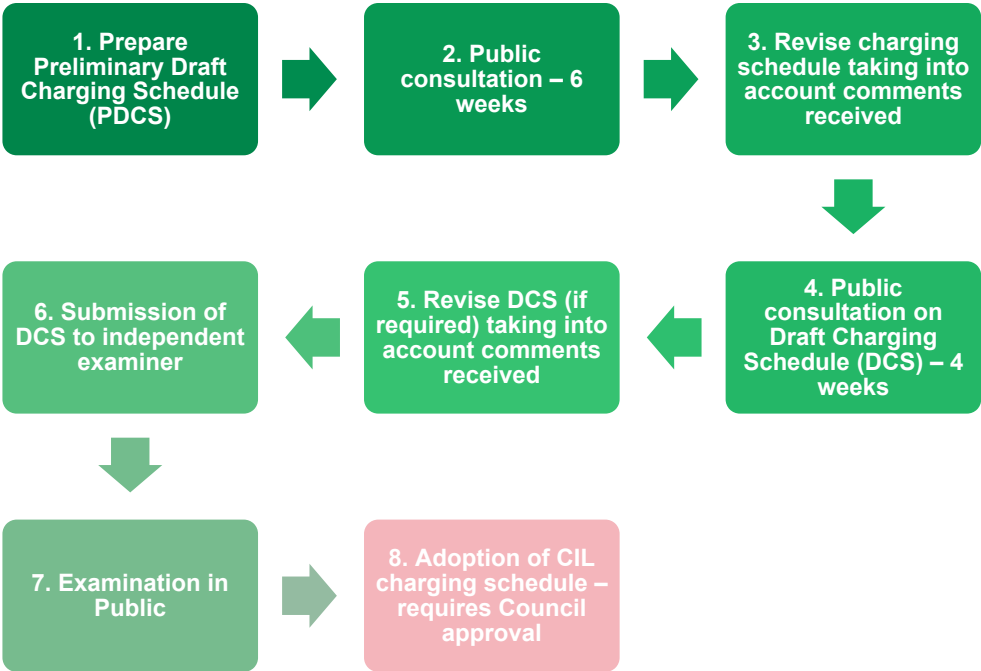 1. Prepare
Preliminary Draft
Charging Schedule
(PDCS)
2. Public
consultation – 6
weeks
3. Revise charging
schedule taking into
account comments
received
4. Public
consultation on
Draft Charging
Schedule (DCS) – 4
weeks
5. Revise DCS (if
required) taking into
account comments
received
6. Submission of
DCS to independent
examiner
7. Examination in
Public
8. Adoption of CIL
charging schedule –
requires Council
approval